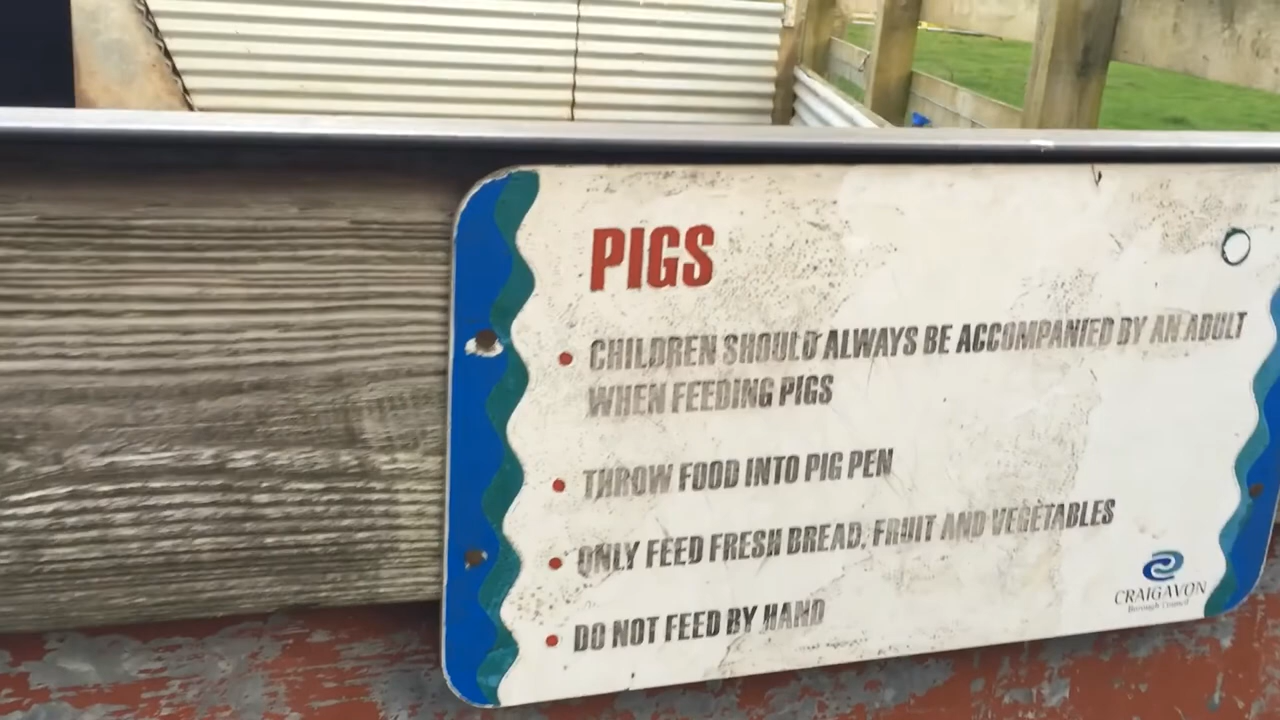 PIGS
CHILDREN SHOULD ALWAYS BE ACCOMPANIED BY AN ADULT
WHEN FEEDING PIGS
THROW FOOD INTO PIG PEN
ONLY FEED FRESH BREAD, FRUIT AND VEGETABLES
DO NOT FEED BY HAND
CRAIGAVON
Borough Council